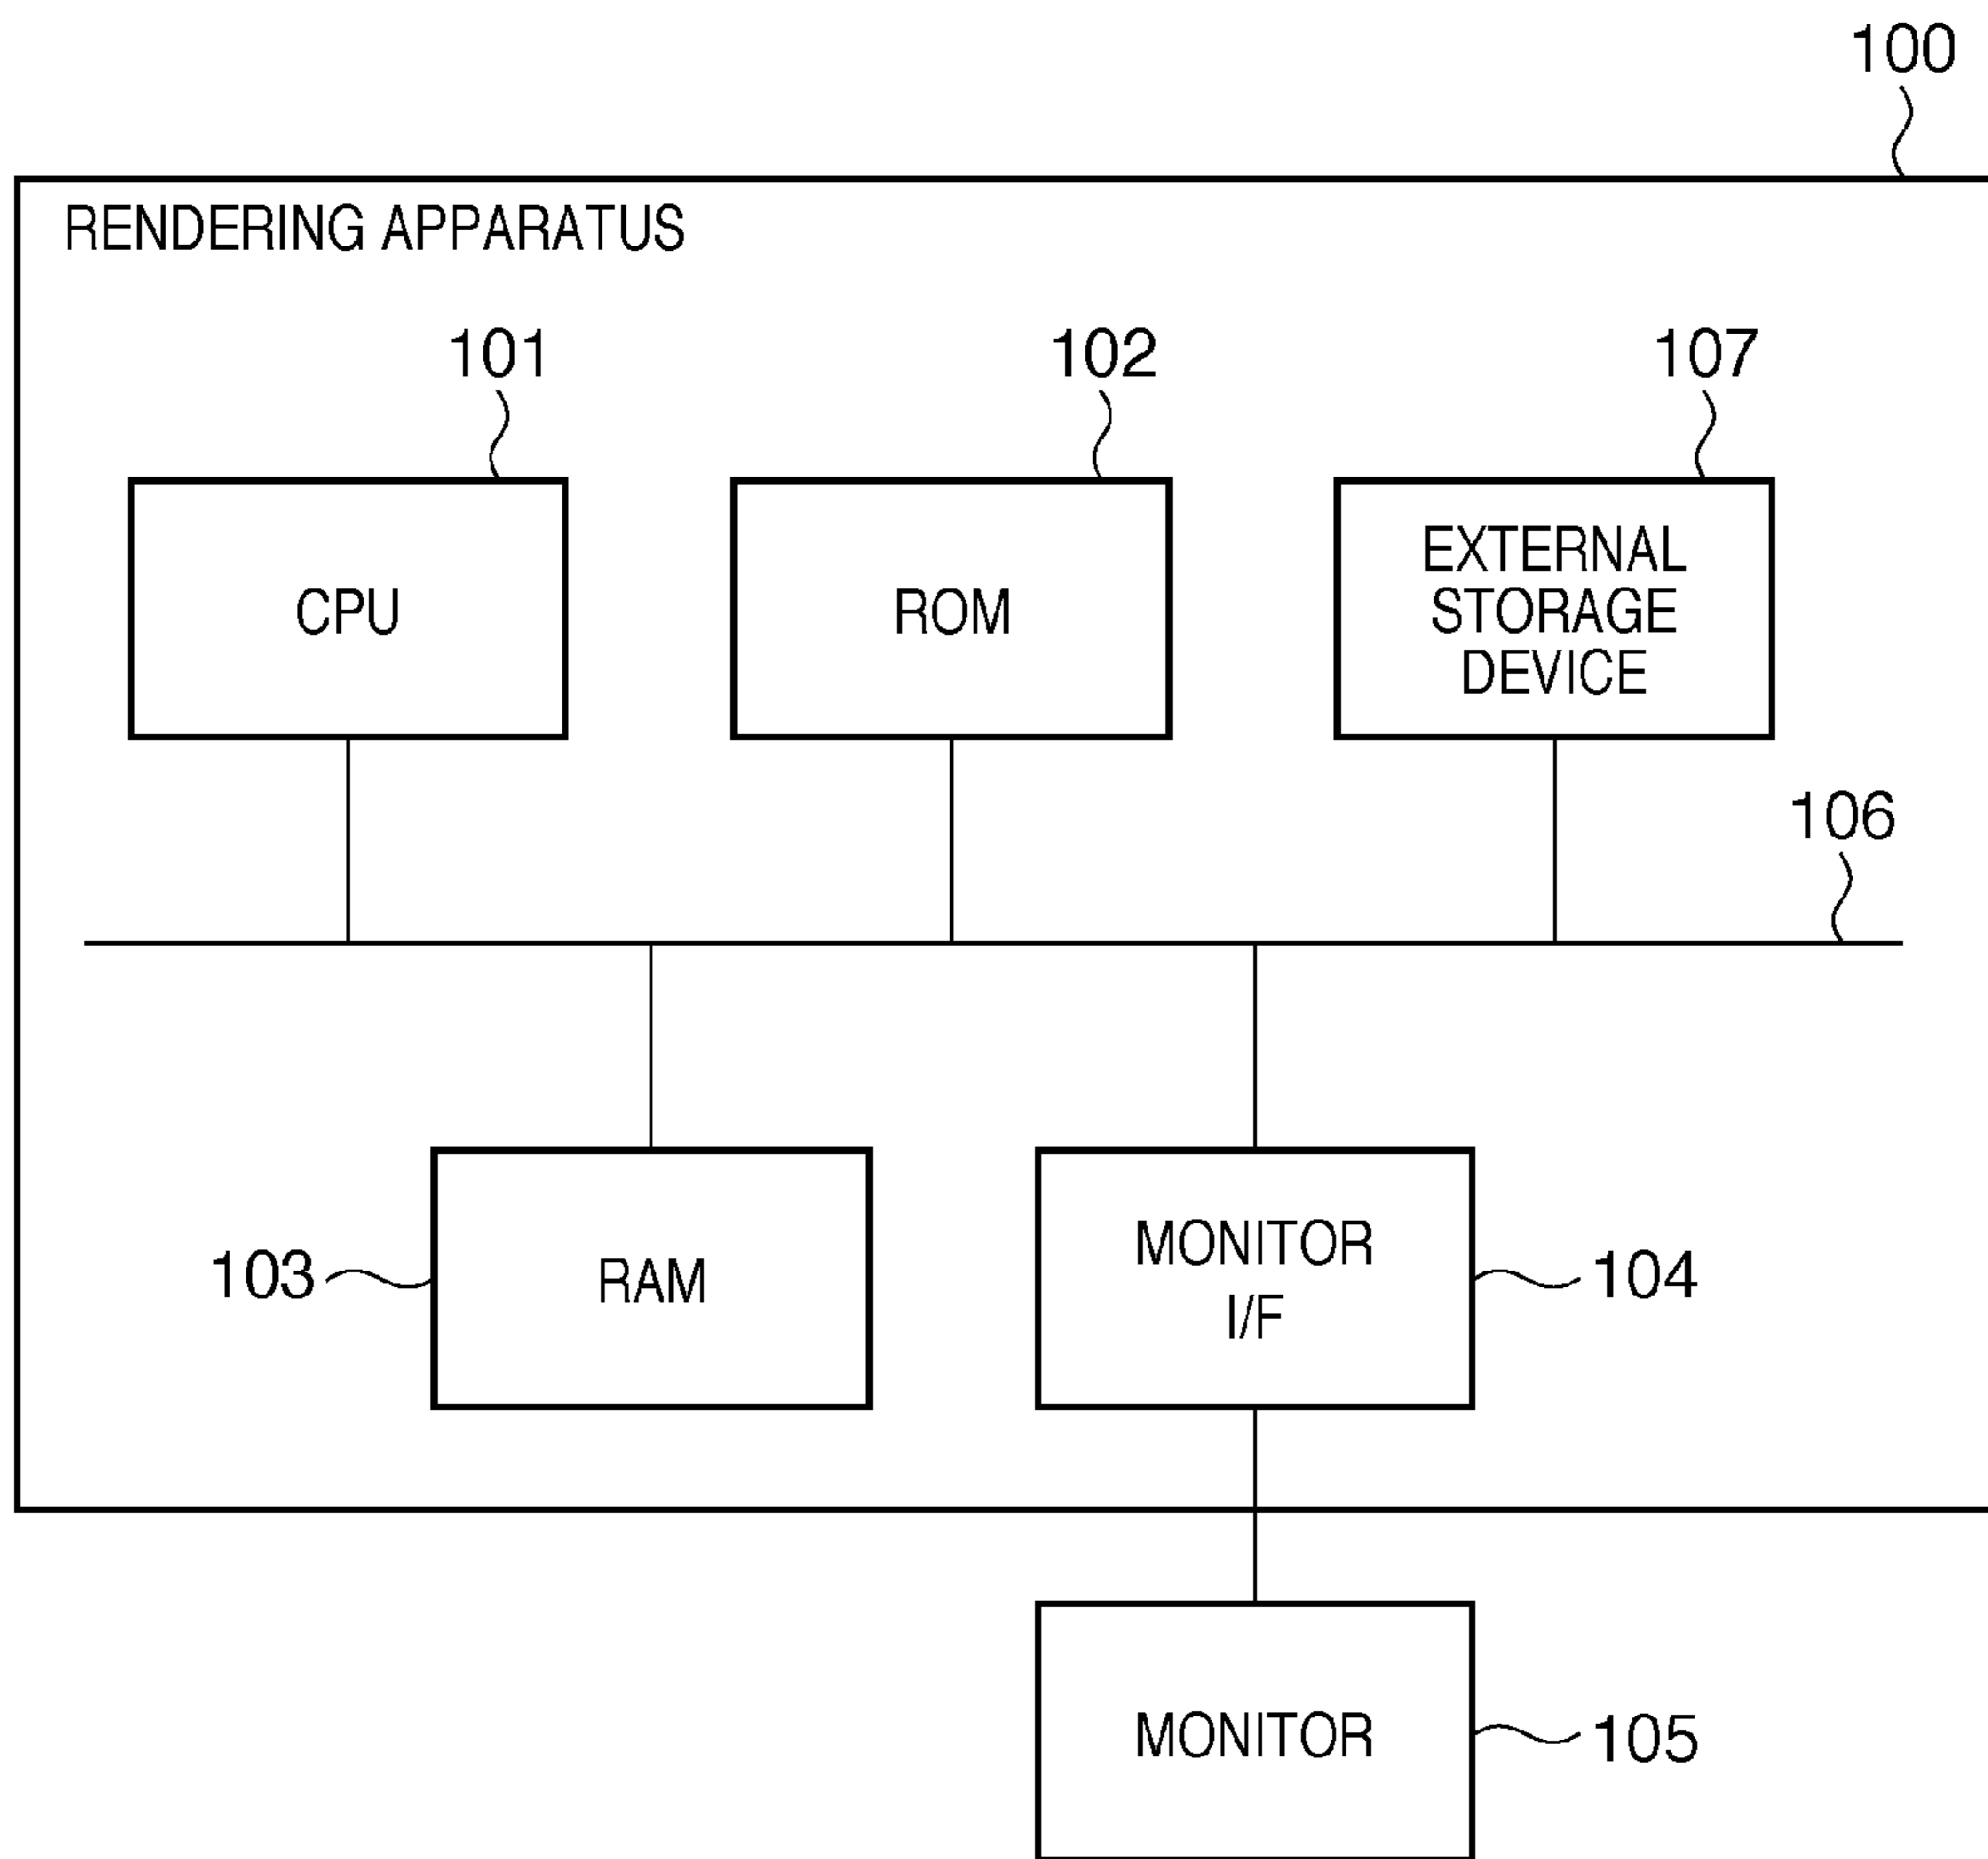 100
RENDERING APPARATUS
101
102
107
CPU
ROM
EXTERNAL
STORAGE
DEVICE
106
103
RAM
MONITOR
I/F
104
MONITOR
105